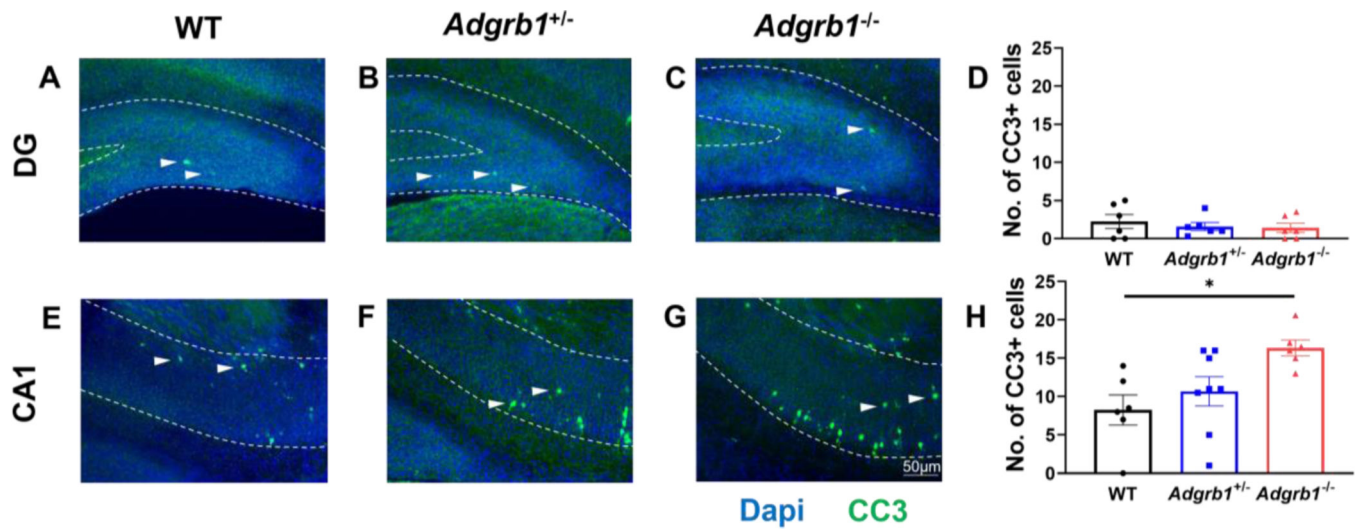 WT
Adgrb1+/-
Adgrb1-/-
DG
A
B
C
D
No. of CC3+ cells
25
20
15
10
5
0
WT
Adgrb1+/-
Adgrb1-/-
CA1
E
F
G
50µm
H
No. of CC3+ cells
25
20
15
10
5
0
*
WT
Adgrb1+/-
Adgrb1-/-
Dapi
CC3